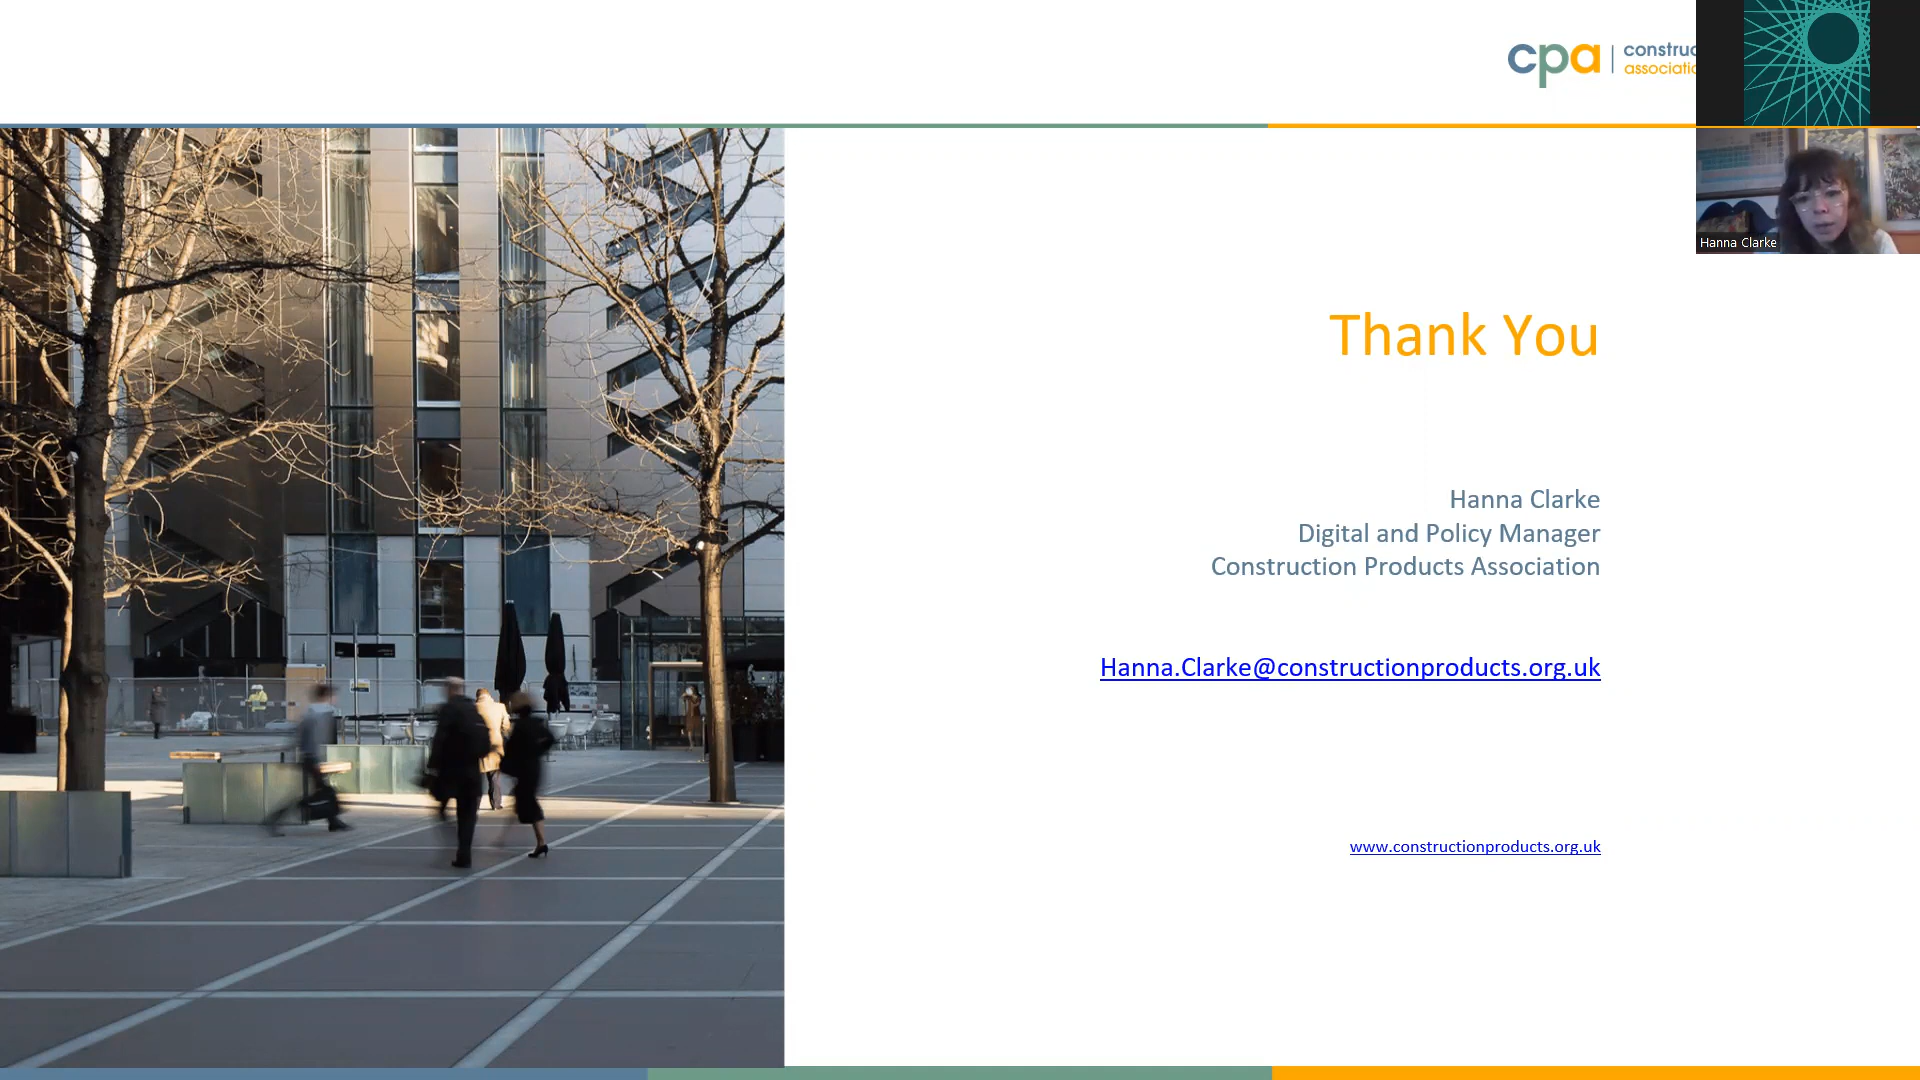 cpa
construc
associatio
Hanna Clarke
Thank You
Hanna Clarke
Digital and Policy Manager
Construction Products Association
Hanna.Clarke@constructionproducts.org.uk
www.constructionproducts.org.uk